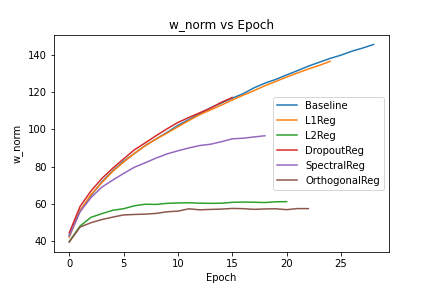 w_norm vs Epoch
140
120
100
80
60
40
w_norm
0
5
10
15
20
25
Epoch
Baseline
L1Reg
L2Reg
DropoutReg
SpectralReg
OrthogonalReg